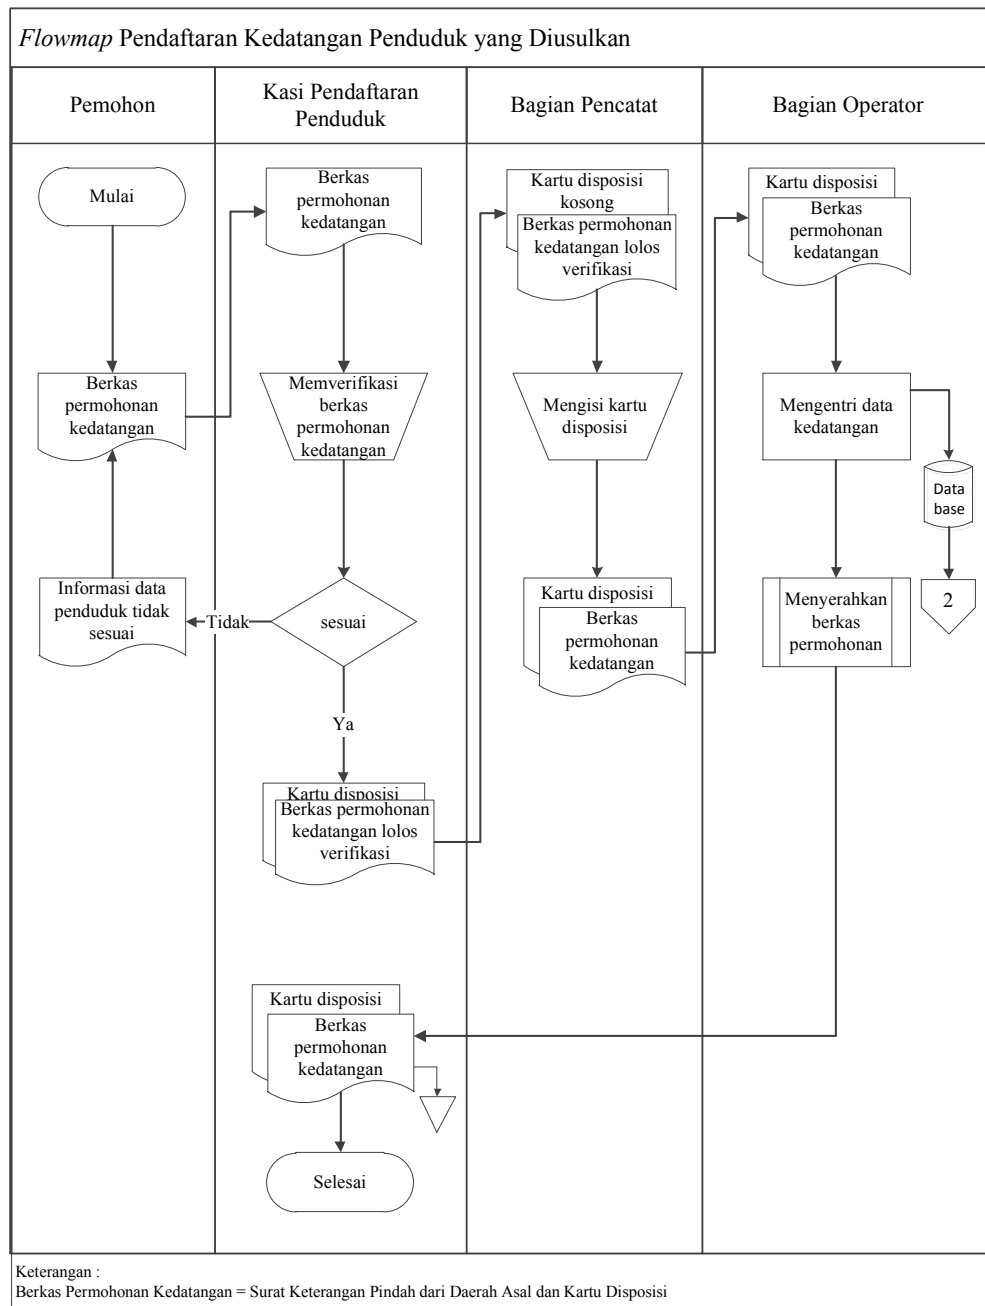 Flowmap Pendaftaran Kedatangan Penduduk yang Diusulkan
Pemohon
Kasi Pendaftaran
Penduduk
Bagian Pencatat
Bagian Operator
Mulai
Berkas
permohonan
kedatangan
Informasi data
penduduk tidak
sesuai
Berkas
permohonan
kedatangan
Memverifikasi
berkas
permohonan
kedatangan
sesuai
Tidak
Ya
Kartu disposisi
Berkas permohonan
kedatangan lolos
verifikasi
Kartu disposisi
kosong
Berkas permohonan
kedatangan lolos
verifikasi
Mengisi kartu
disposisi
Kartu disposisi
Berkas
permohonan
kedatangan
Kartu disposisi
Berkas
permohonan
kedatangan
Mengentri data
kedatangan
Data
base
2
Menyerahkan
berkas
permohonan
Kartu disposisi
Berkas
permohonan
kedatangan
Selesai
Keterangan :
Berkas Permohonan Kedatangan = Surat Keterangan Pindah dari Daerah Asal dan Kartu Disposisi